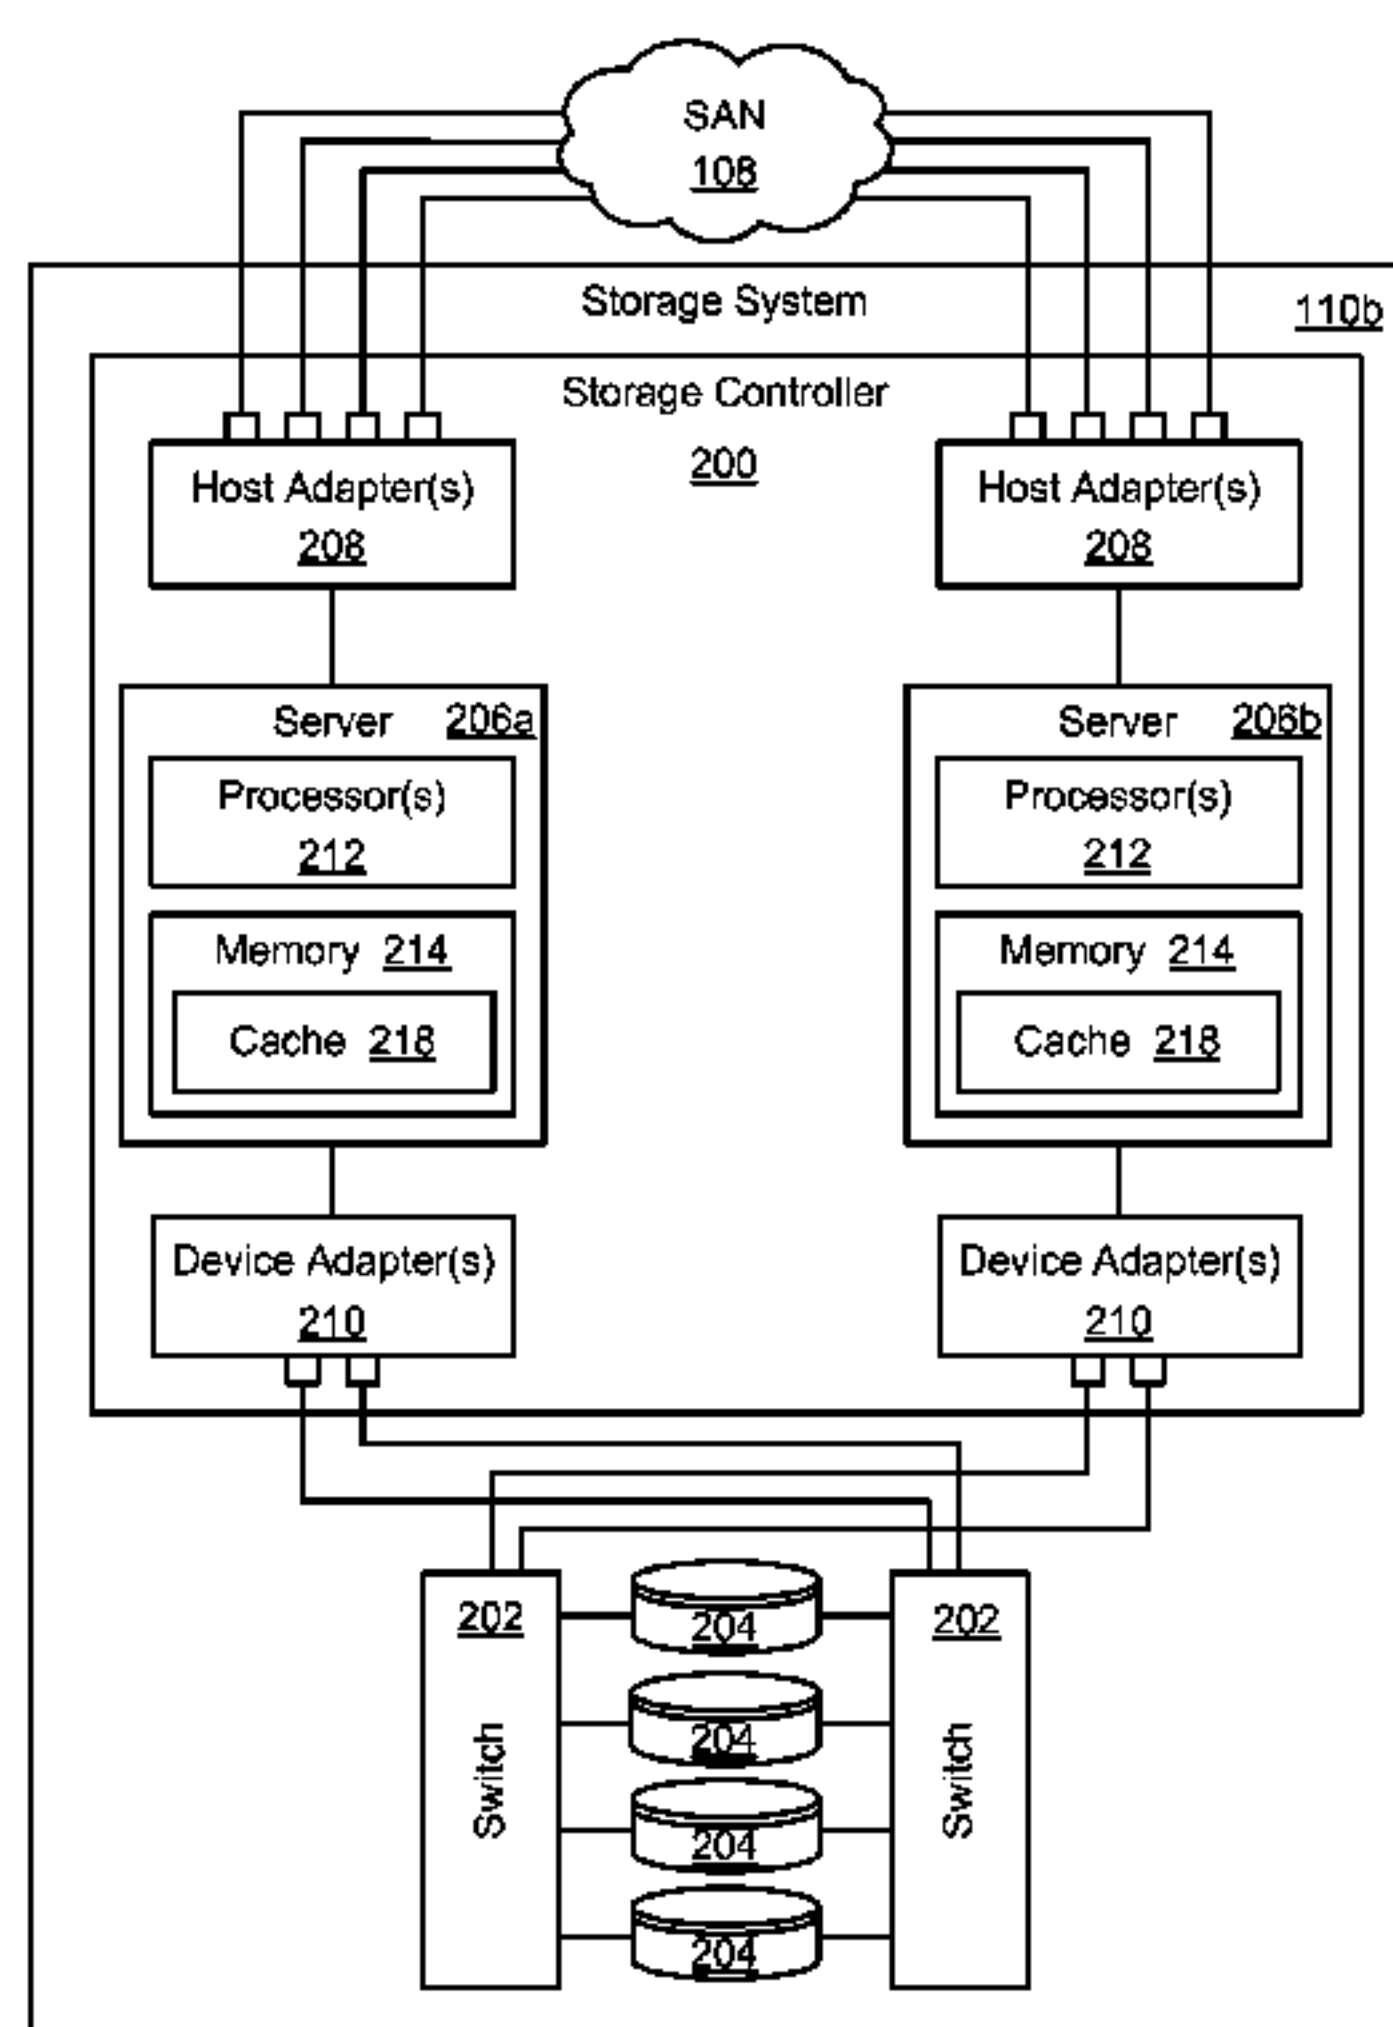 SAN
108
Storage System
110b
Storage Controller
200
Host Adapter(s)
208
Host Adapter(s)
208
Server 206a
Processor(s)
212
Memory 214
Cache 218
Server 206b
Processor(s)
212
Memory 214
Cache 218
Device Adapter(s)
210
Device Adapter(s)
210
202
Switch
204
204
204
204
202
Switch